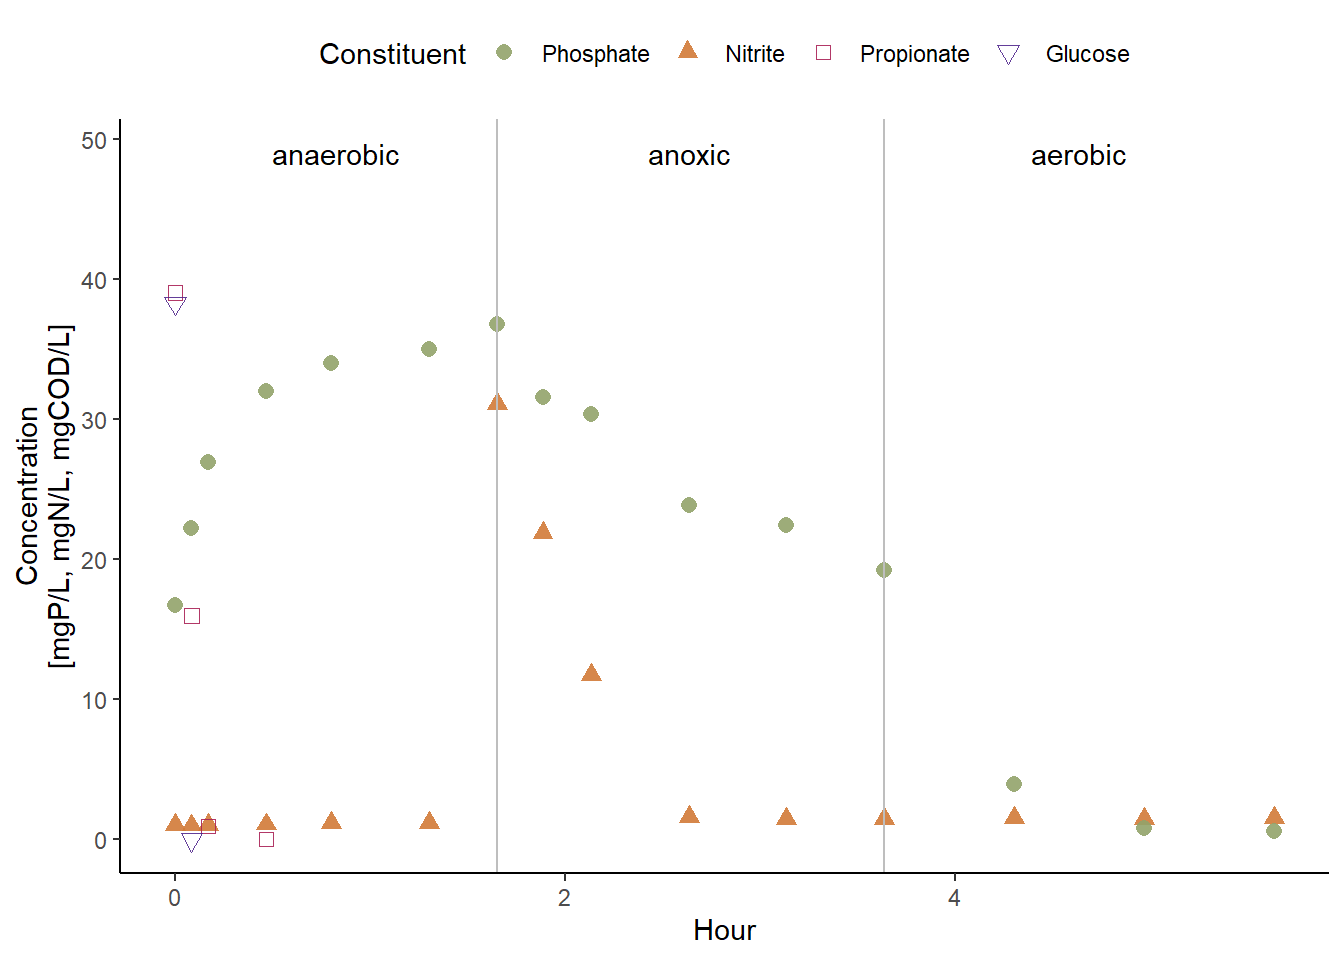 Constituent Phosphate Nitrite Propionate Glucose
anaerobic anoxic aerobic
50
40
30
20
10
0
Concentration
[mgP/L, mgN/L, mgCOD/L]
0 2 4
Hour